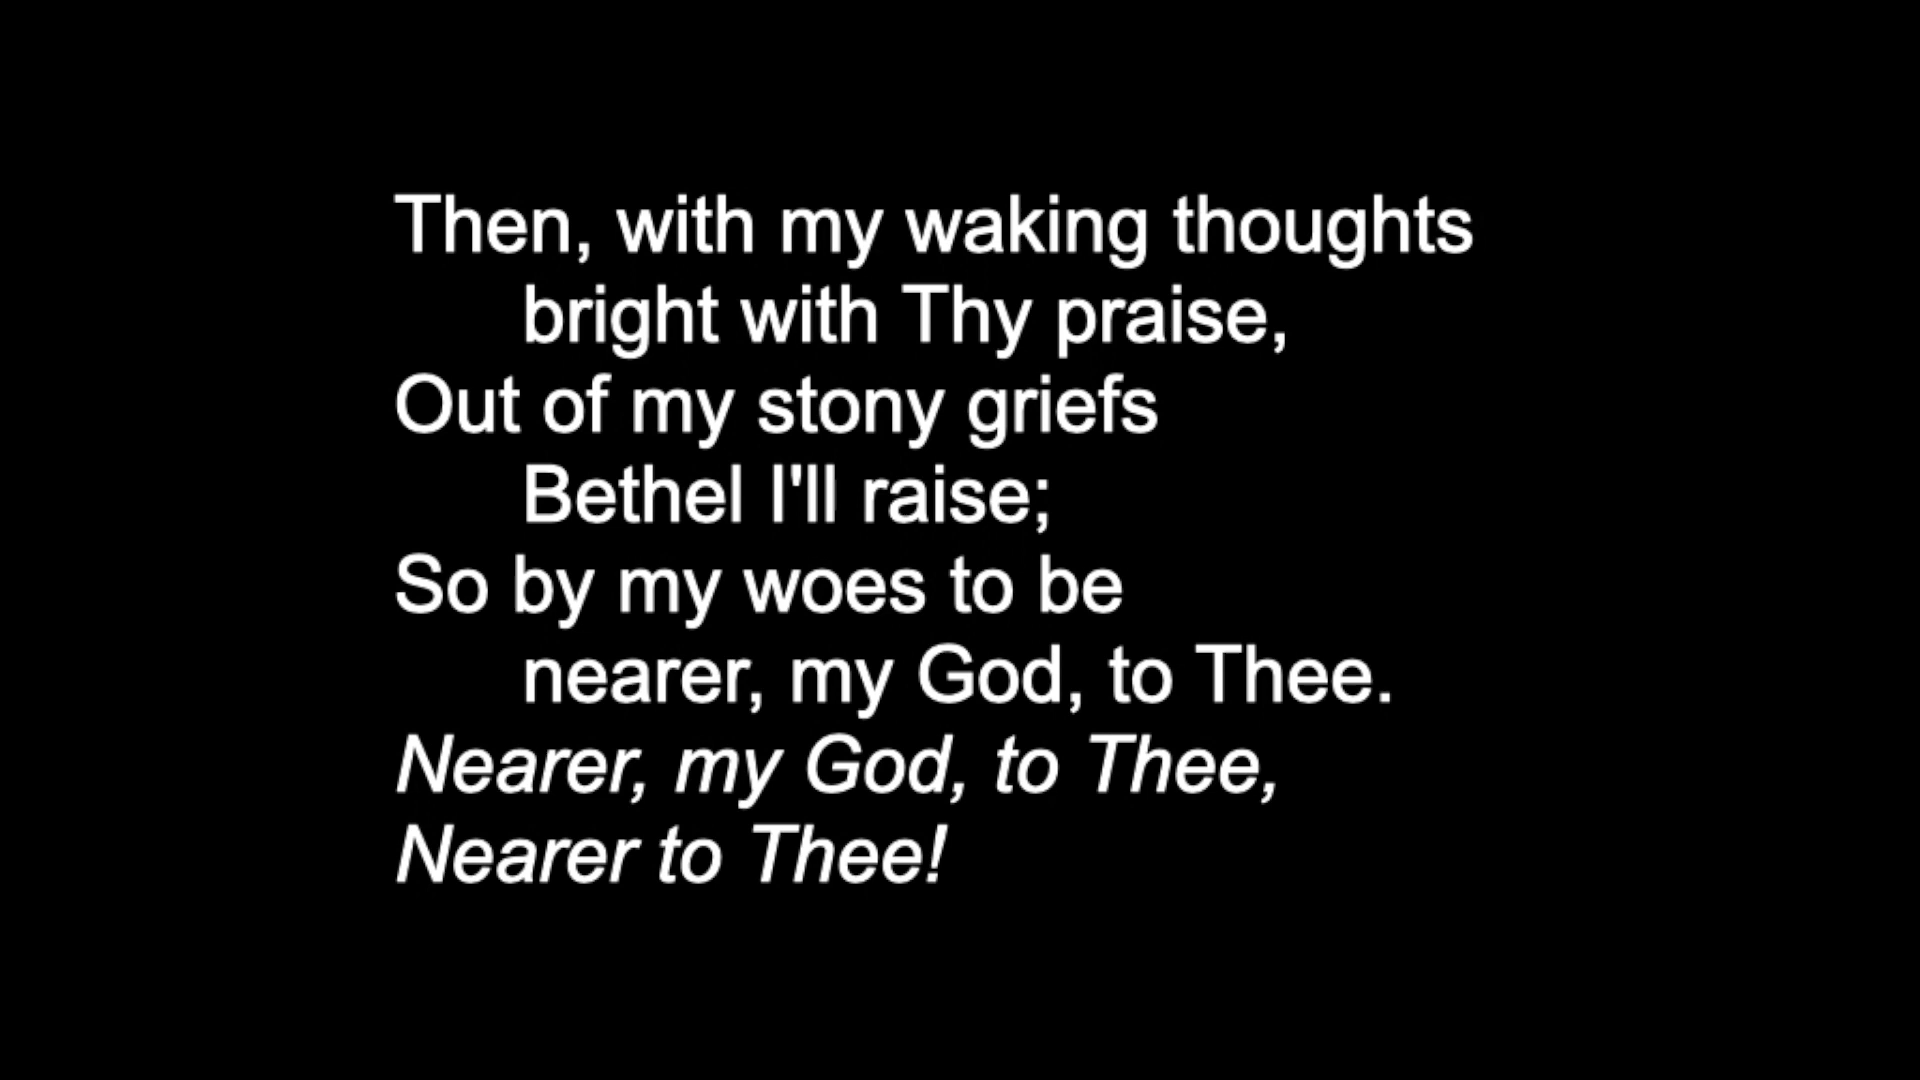 Then, with my waking thoughts
bright with Thy praise,
Out of my stony griefs
Bethel I'll raise;
So by my woes to be
nearer, my God, to Thee.
Nearer, my God, to Thee,
Nearer to Thee!